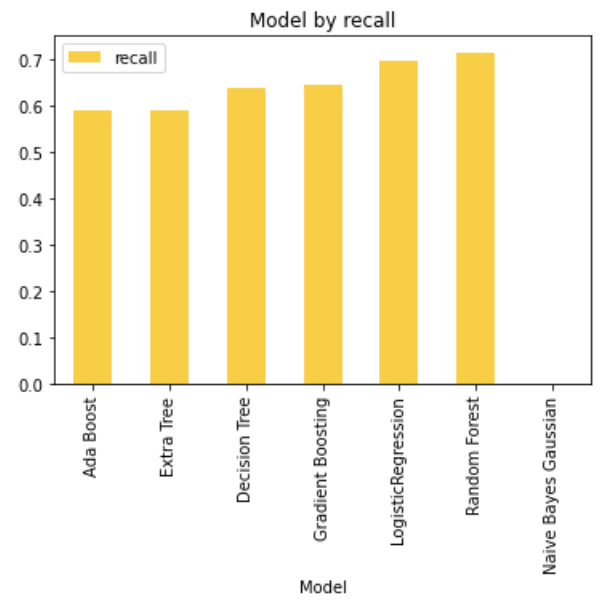 Model by recall
recall
0.7
0.6
0.5
0.4
0.3
0.2
0.1
0.0
Ada Boost
Extra Tree
Decision Tree
Gradient Boosting
LogisticRegression
Random Forest
Naive Bayes Gaussian
Model